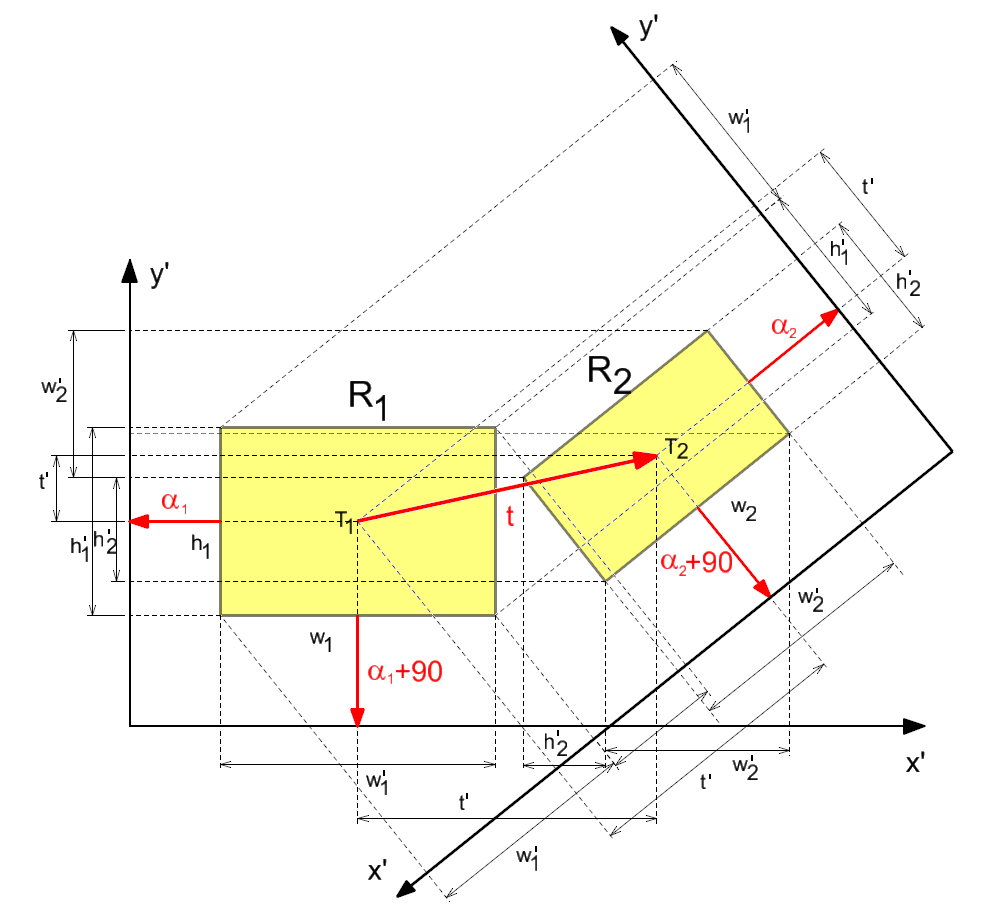 y'
w'1
t'
h'1
h'2
y'
α2
R2
w'2
R1
T2
t'
α1
T1
t
w2
h1
h'1
h'2
α2+90
w'2
w1
α1+90
h'2
w'2
x'
w'1
t'
t'
w'1
x'